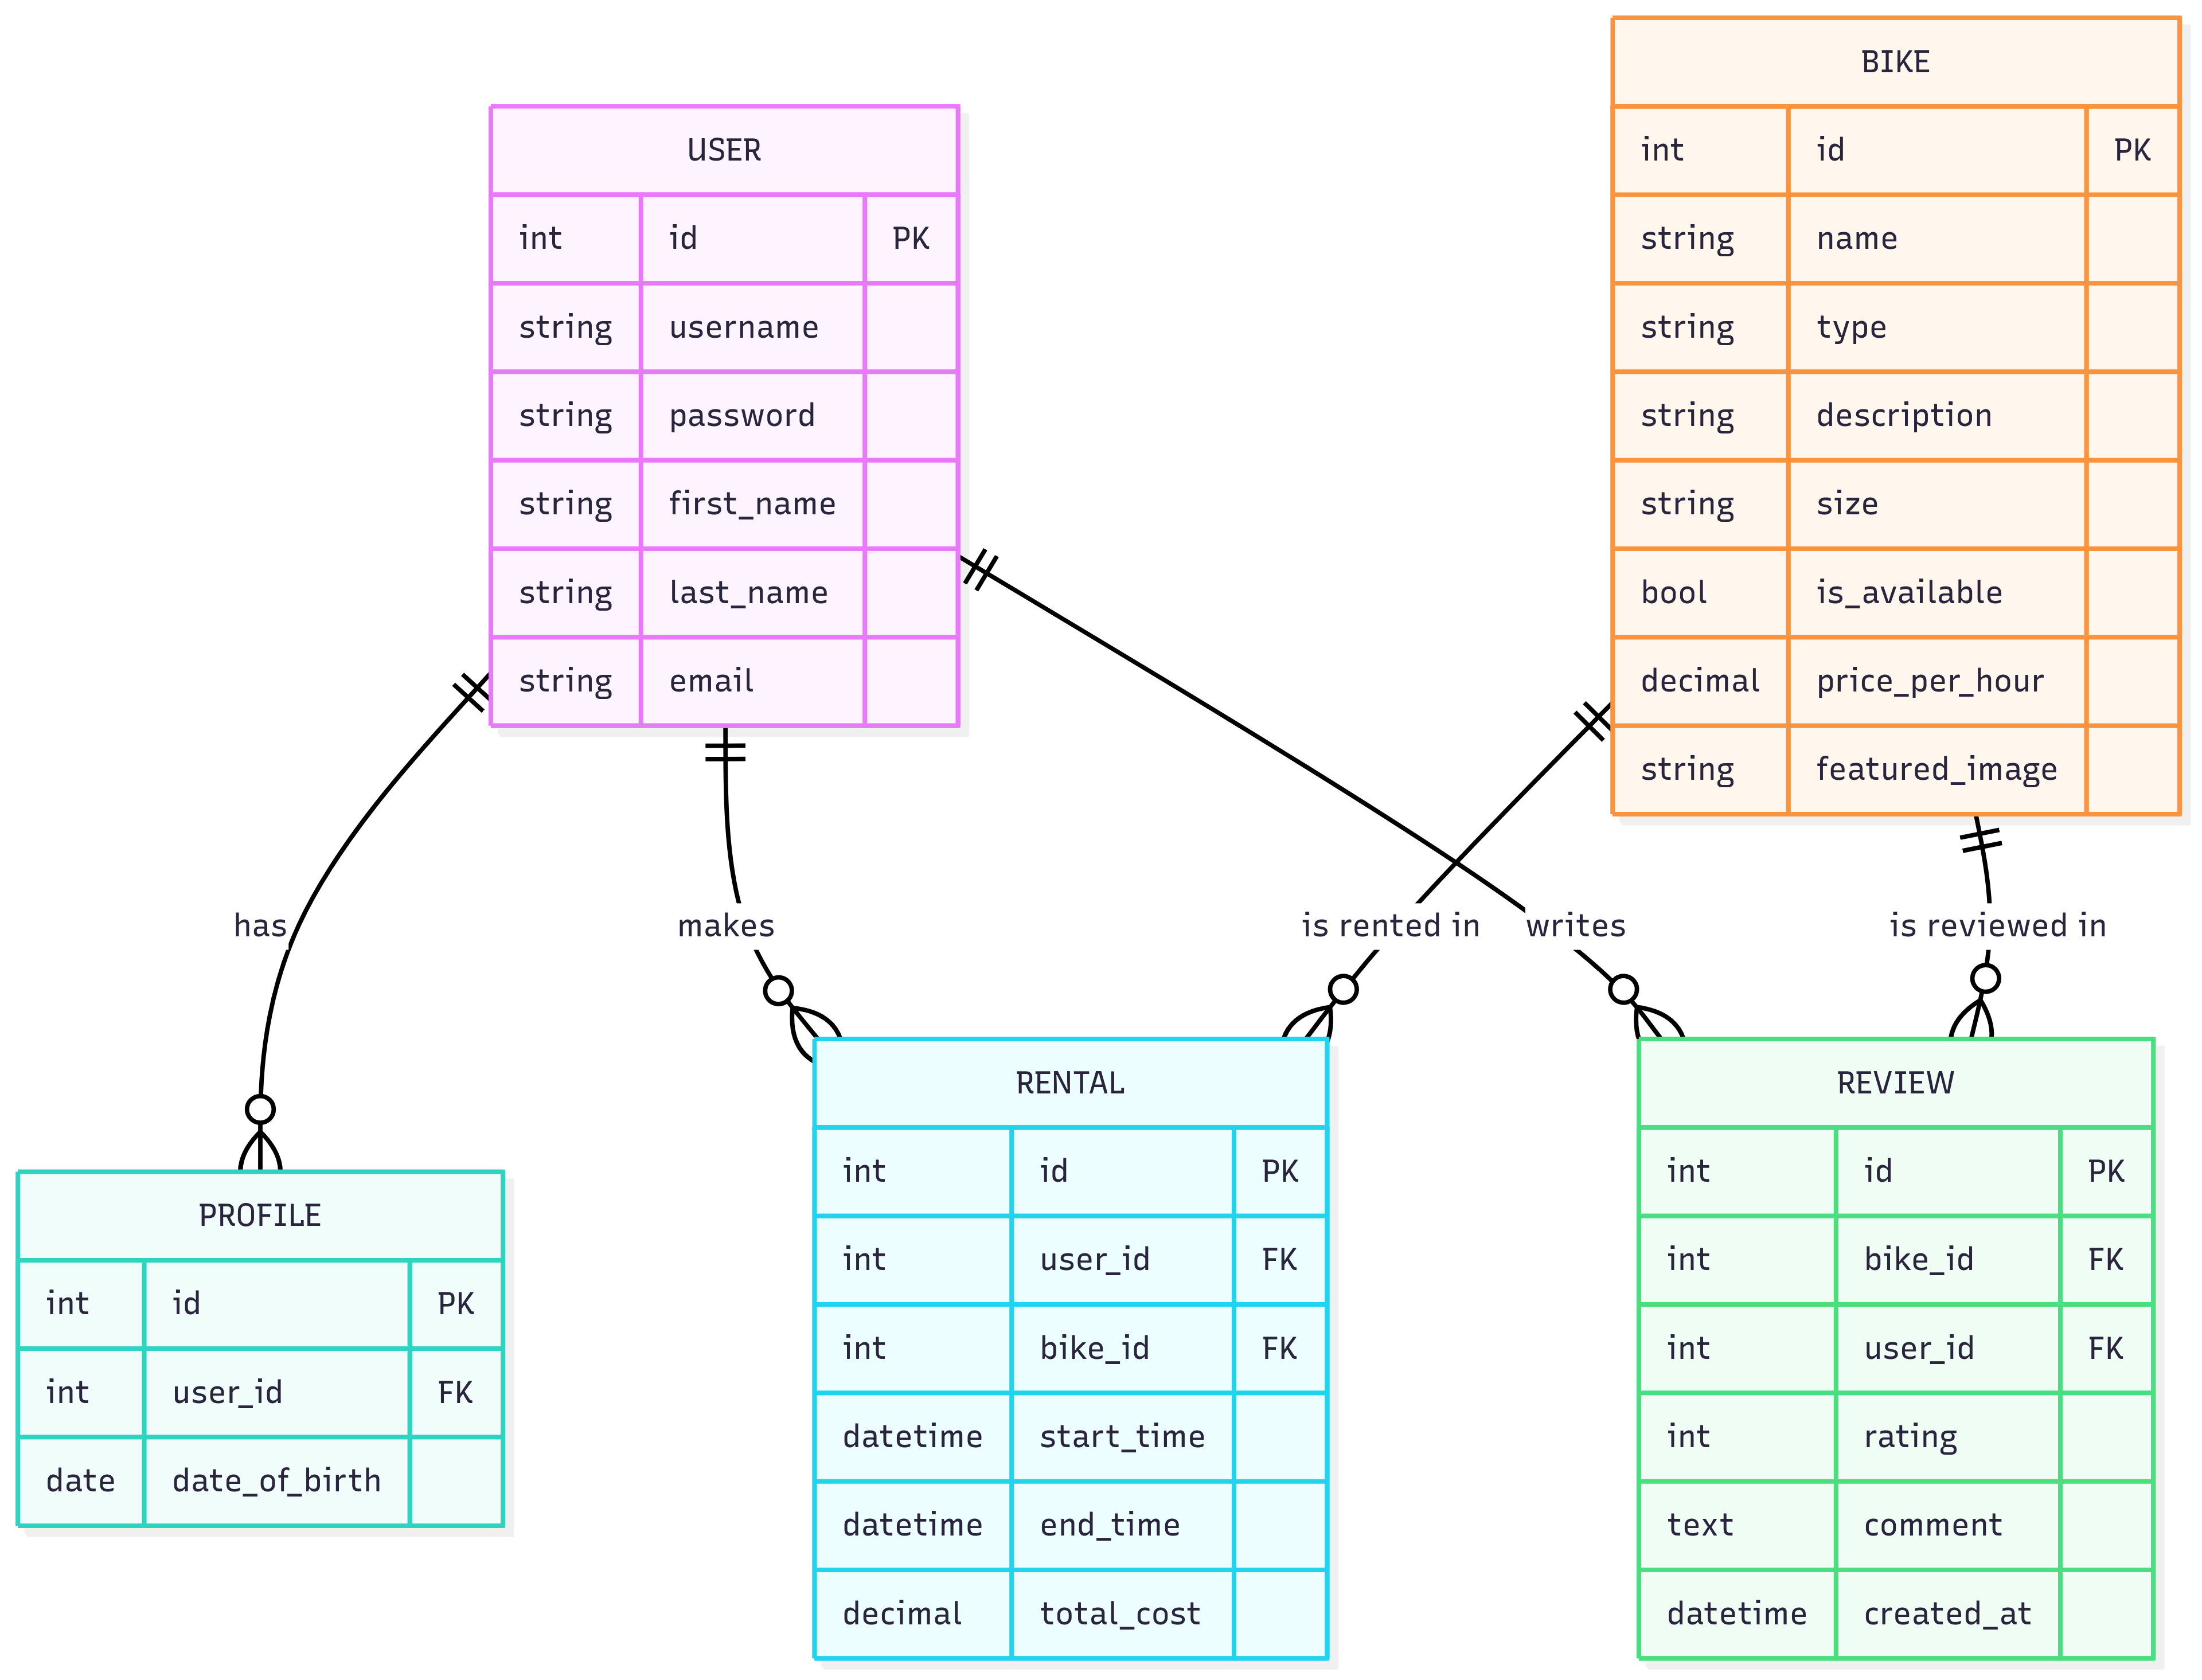 USER
int id PK
string username
string password
string first_name
string last_name
string email
BIKE
int id PK
string name
string type
string description
string size
bool is_available
decimal price_per_hour
string featured_image
has
makes
is rented in
writes
is reviewed in
PROFILE
int id PK
int user_id FK
date date_of_birth
RENTAL
int id PK
int user_id FK
int bike_id FK
datetime start_time
datetime end_time
decimal total_cost
REVIEW
int id PK
int bike_id FK
int user_id FK
int rating
text comment
datetime created_at